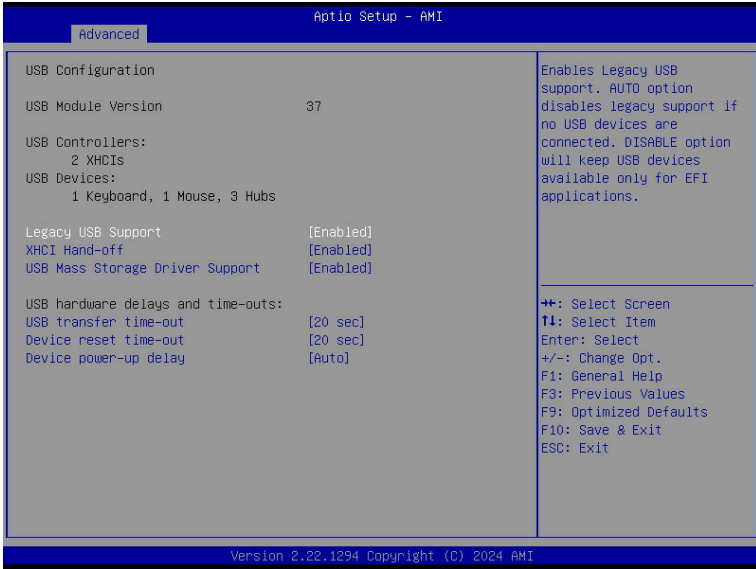 Aptio Setup – AMI
Advanced
USB Configuration
USB Module Version 37
USB Controllers:
2 XHCIs
USB Devices:
1 Keyboard, 1 Mouse, 3 Hubs
Legacy USB Support [Enabled]
XHCI Hand-off [Enabled]
USB Mass Storage Driver Support [Enabled]
USB hardware delays and time-outs:
USB transfer time-out [20 sec]
Device reset time-out [20 sec]
Device power-up delay [Auto]
Enables Legacy USB
support. AUTO option
disables legacy support if
no USB devices are
connected. DISABLE option
will keep USB devices
available only for EFI
applications.
→←: Select Screen
↑↓: Select Item
Enter: Select
+/-: Change Opt.
F1: General Help
F3: Previous Values
F9: Optimized Defaults
F10: Save & Exit
ESC: Exit
Version 2.22.1294 Copyright (C) 2024 AMI